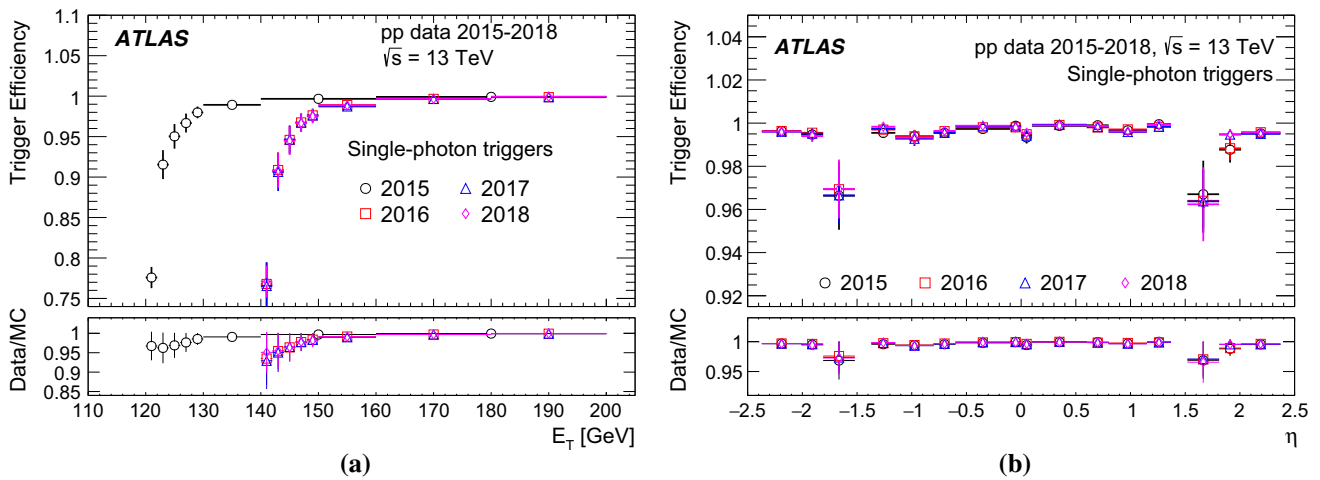 ATLAS
pp data 2015-2018
√s = 13 TeV
Trigger Efficiency
1.1
1.05
1
0.95
0.9
0.85
0.8
0.75
Single-photon triggers
2015
2017
2016
2018
Data/MC
1
0.95
0.9
0.85
110 120 130 140 150 160 170 180 190 200
E_T [GeV]
(a)
ATLAS
pp data 2015-2018, √s = 13 TeV
Single-photon triggers
Trigger Efficiency
1.04
1.02
1
0.98
0.96
0.94
0.92
2015 2016 2017 2018
Data/MC
1
0.95
−2.5 −2 −1.5 −1 −0.5 0 0.5 1 1.5 2 2.5
η
(b)